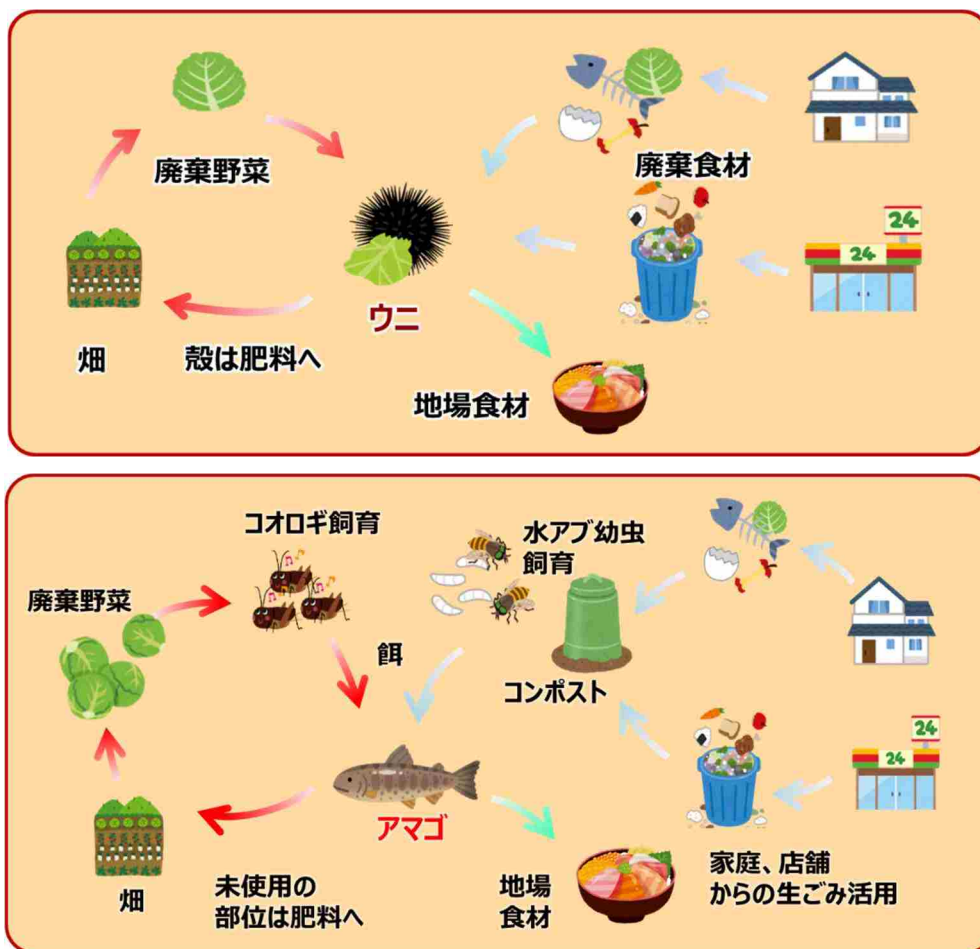 廃棄野菜
廃棄食材
24
24
ウニ
畑
殻は肥料へ
地場食材
コオロギ飼育
水アブ幼虫
飼育
廃棄野菜
餌
コンポスト
24
24
アマゴ
畑
未使用の
部位は肥料へ
地場
食材
家庭、店舗
からの生ごみ活用